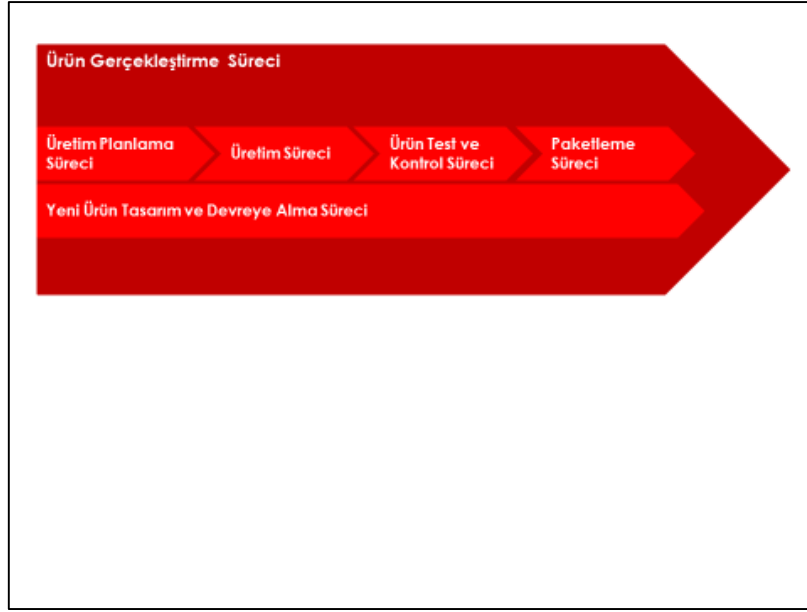 Ürün Gerçekleştirme Süreci
Üretim Planlama
Süreci
Üretim Süreci
Ürün Test ve
Kontrol Süreci
Paketleme
Süreci
Yeni Ürün Tasarım ve Devreye Alma Süreci